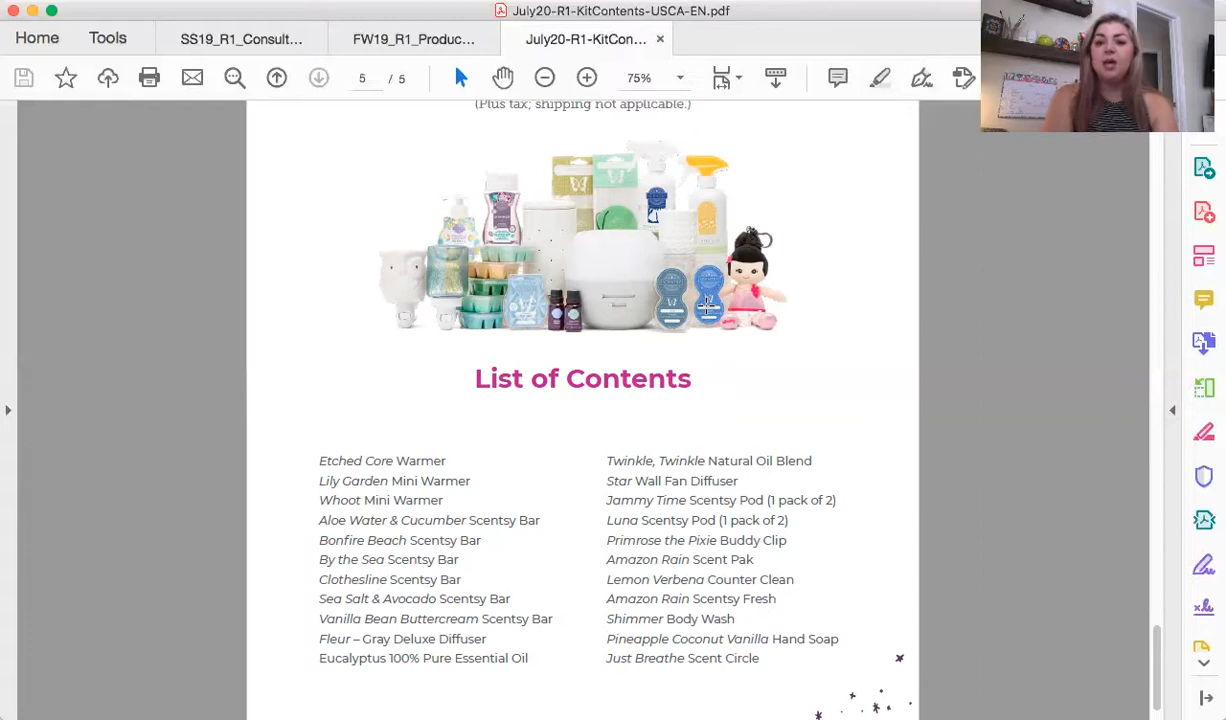 July20-R1-KitContents-USCA-EN.pdf
Home
Tools
SS19_R1_Consult...
FW19_R1_Produc...
July20-R1-KitCon...
5 / 5
75%
(Plus tax; shipping not applicable.)
List of Contents
Etched Core Warmer
Lily Garden Mini Warmer
Whoot Mini Warmer
Aloe Water & Cucumber Scentsy Bar
Bonfire Beach Scentsy Bar
By the Sea Scentsy Bar
Clothesline Scentsy Bar
Sea Salt & Avocado Scentsy Bar
Vanilla Bean Buttercream Scentsy Bar
Fleur – Gray Deluxe Diffuser
Eucalyptus 100% Pure Essential Oil
Twinkle, Twinkle Natural Oil Blend
Star Wall Fan Diffuser
Jammy Time Scentsy Pod (1 pack of 2)
Luna Scentsy Pod (1 pack of 2)
Primrose the Pixie Buddy Clip
Amazon Rain Scent Pak
Lemon Verbena Counter Clean
Amazon Rain Scentsy Fresh
Shimmer Body Wash
Pineapple Coconut Vanilla Hand Soap
Just Breathe Scent Circle